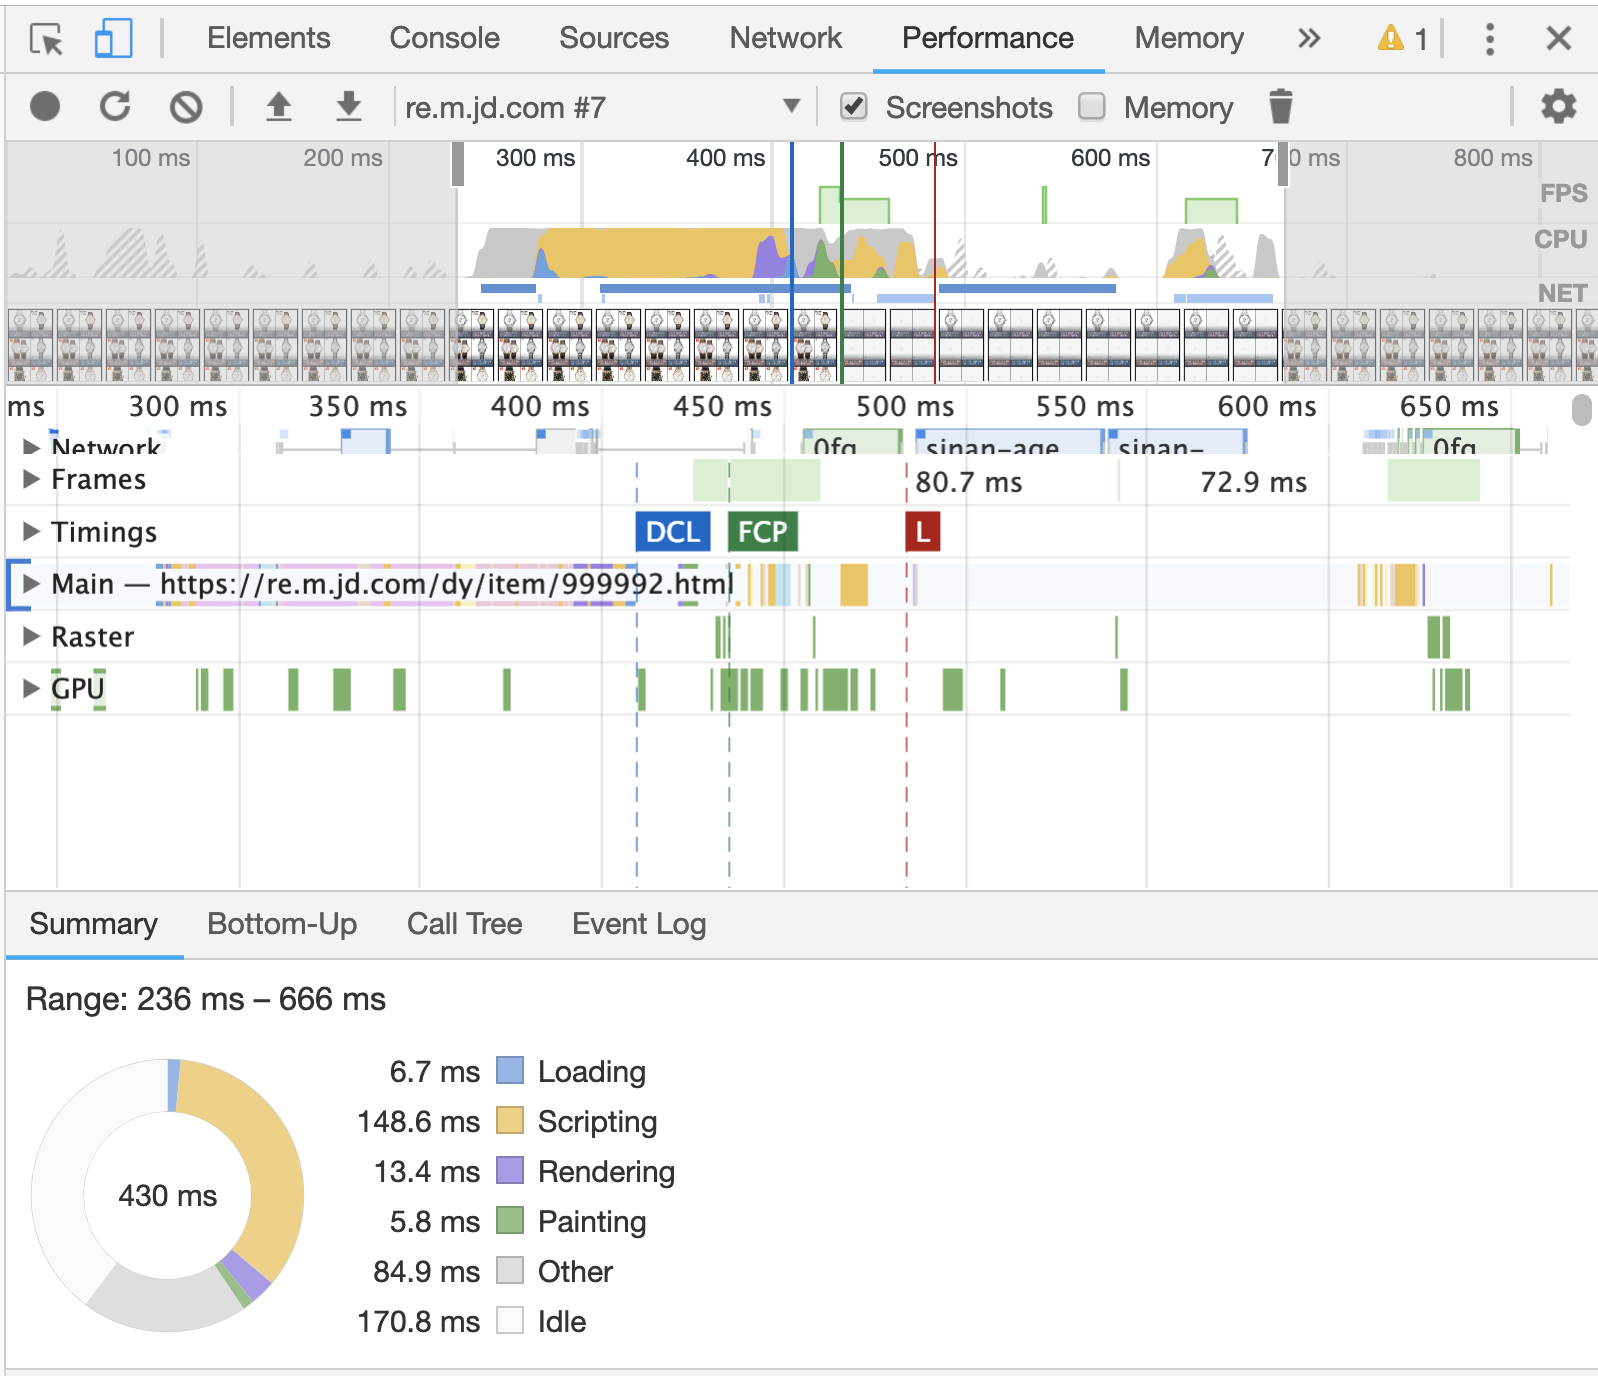 Elements Console Sources Network Performance Memory 1
re.m.jd.com #7 Screenshots Memory
100 ms 200 ms 300 ms 400 ms 500 ms 600 ms 700 ms 800 ms
FPS
CPU
NET
ms 300 ms 350 ms 400 ms 450 ms 500 ms 550 ms 600 ms 650 ms
Network 0fg sinan-age sinan- 0fg
Frames 80.7 ms 72.9 ms
Timings DCL FCP L
Main — https://re.m.jd.com/dy/item/999992.html
Raster
GPU
Summary Bottom-Up Call Tree Event Log
Range: 236 ms – 666 ms
430 ms
6.7 ms Loading
148.6 ms Scripting
13.4 ms Rendering
5.8 ms Painting
84.9 ms Other
170.8 ms Idle